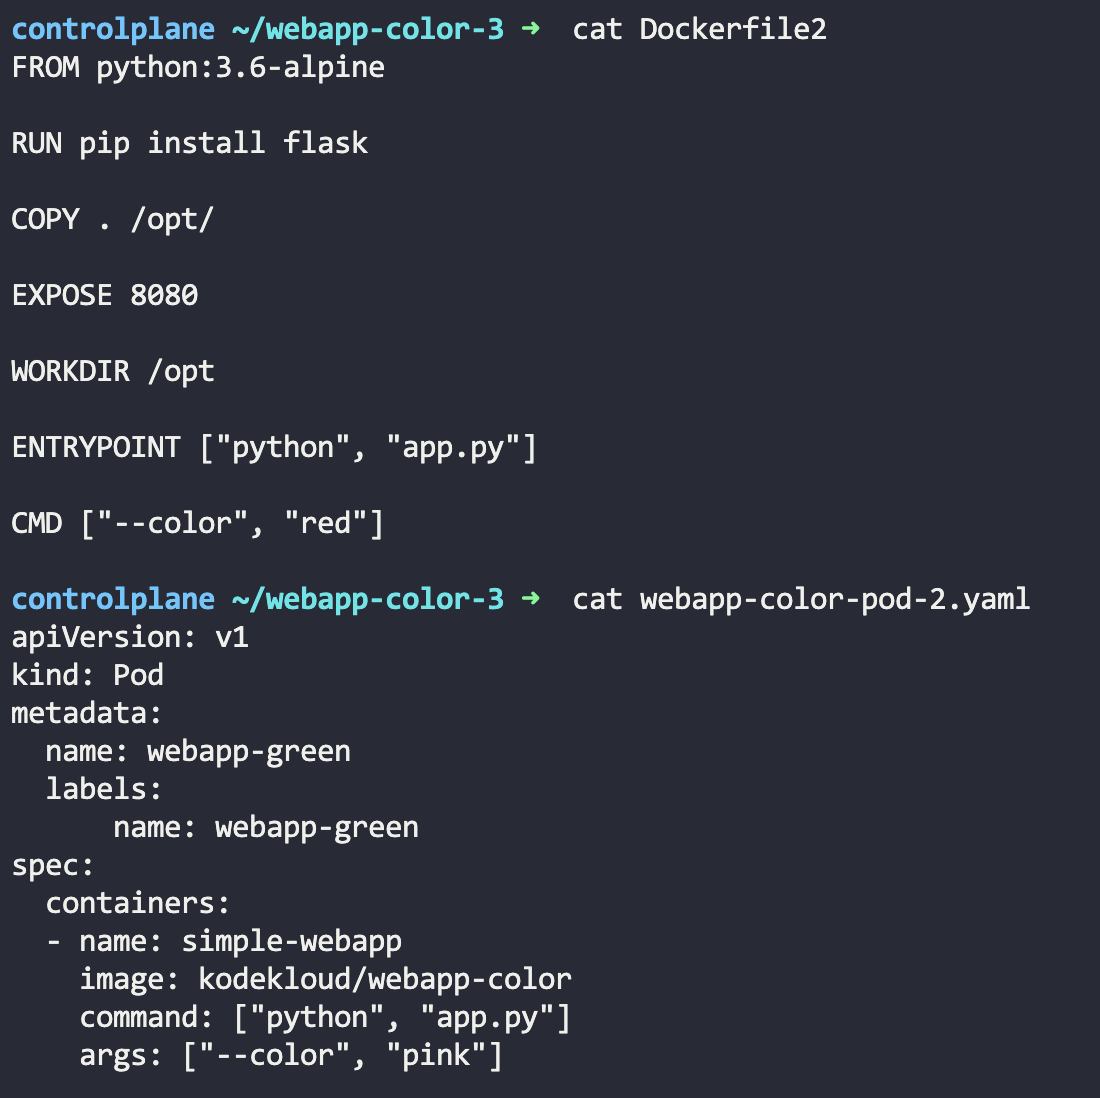 controlplane ~/webapp-color-3 ➜  cat Dockerfile2
FROM python:3.6-alpine

RUN pip install flask

COPY . /opt/

EXPOSE 8080

WORKDIR /opt

ENTRYPOINT ["python", "app.py"]

CMD ["--color", "red"]

controlplane ~/webapp-color-3 ➜  cat webapp-color-pod-2.yaml
apiVersion: v1
kind: Pod
metadata:
  name: webapp-green
  labels:
      name: webapp-green
spec:
  containers:
  - name: simple-webapp
    image: kodekloud/webapp-color
    command: ["python", "app.py"]
    args: ["--color", "pink"]